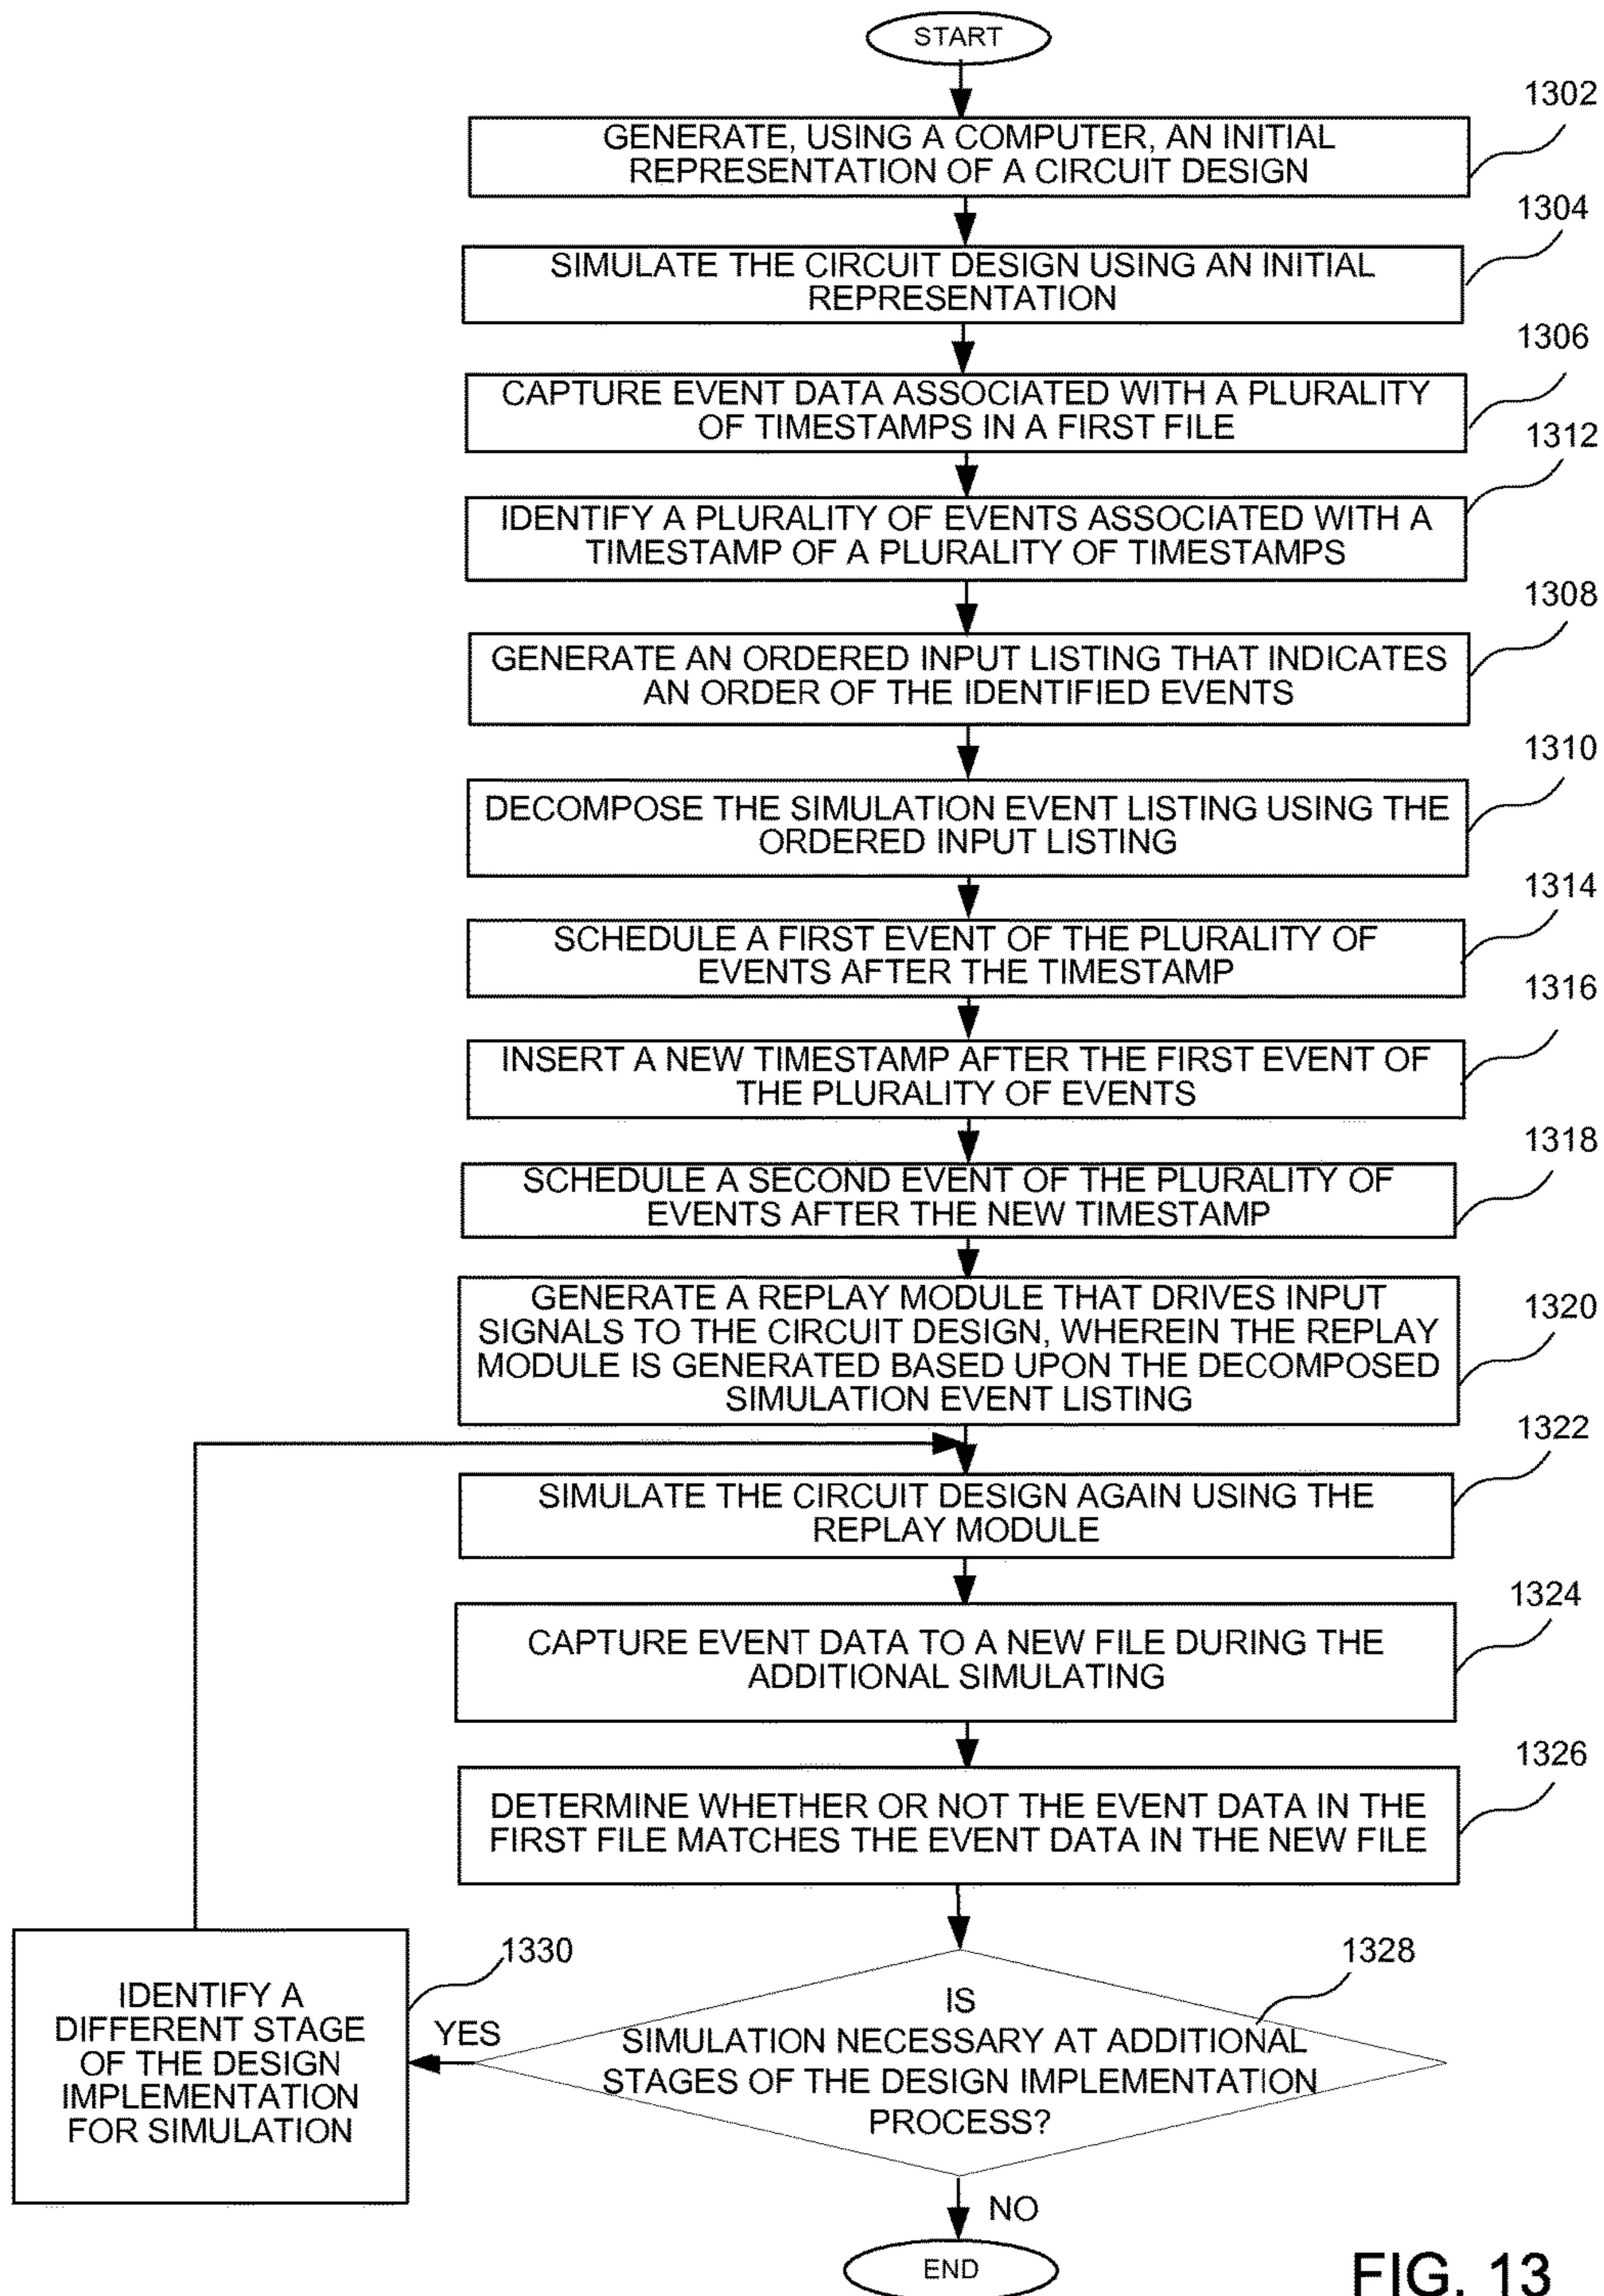 START
1302
GENERATE, USING A COMPUTER, AN INITIAL
REPRESENTATION OF A CIRCUIT DESIGN
1304
SIMULATE THE CIRCUIT DESIGN USING AN INITIAL
REPRESENTATION
1306
CAPTURE EVENT DATA ASSOCIATED WITH A PLURALITY
OF TIMESTAMPS IN A FIRST FILE
1312
IDENTIFY A PLURALITY OF EVENTS ASSOCIATED WITH A
TIMESTAMP OF A PLURALITY OF TIMESTAMPS
1308
GENERATE AN ORDERED INPUT LISTING THAT INDICATES
AN ORDER OF THE IDENTIFIED EVENTS
1310
DECOMPOSE THE SIMULATION EVENT LISTING USING THE
ORDERED INPUT LISTING
1314
SCHEDULE A FIRST EVENT OF THE PLURALITY OF
EVENTS AFTER THE TIMESTAMP
1316
INSERT A NEW TIMESTAMP AFTER THE FIRST EVENT OF
THE PLURALITY OF EVENTS
1318
SCHEDULE A SECOND EVENT OF THE PLURALITY OF
EVENTS AFTER THE NEW TIMESTAMP
1320
GENERATE A REPLAY MODULE THAT DRIVES INPUT
SIGNALS TO THE CIRCUIT DESIGN, WHEREIN THE REPLAY
MODULE IS GENERATED BASED UPON THE DECOMPOSED
SIMULATION EVENT LISTING
1322
SIMULATE THE CIRCUIT DESIGN AGAIN USING THE
REPLAY MODULE
1324
CAPTURE EVENT DATA TO A NEW FILE DURING THE
ADDITIONAL SIMULATING
1326
DETERMINE WHETHER OR NOT THE EVENT DATA IN THE
FIRST FILE MATCHES THE EVENT DATA IN THE NEW FILE
1328
IS
SIMULATION NECESSARY AT ADDITIONAL
STAGES OF THE DESIGN IMPLEMENTATION
PROCESS?
YES
1330
IDENTIFY A
DIFFERENT STAGE
OF THE DESIGN
IMPLEMENTATION
FOR SIMULATION
NO
END
FIG. 13